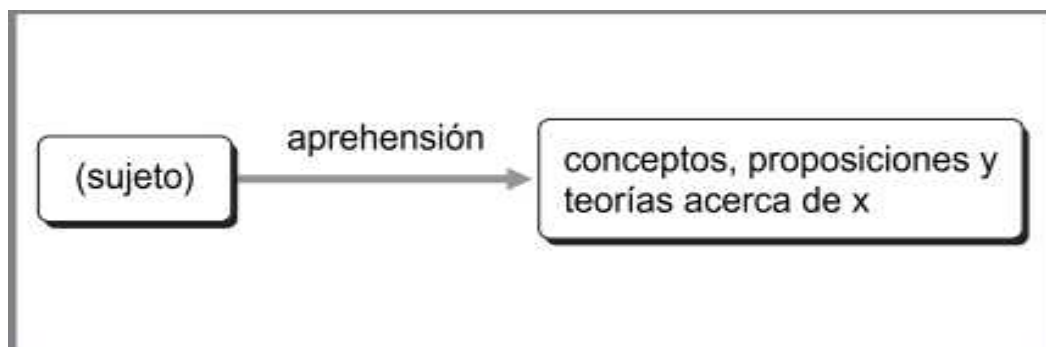 aprehensión
(sujeto)
conceptos, proposiciones y
teorías acerca de x